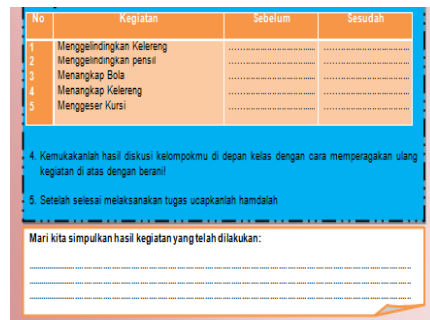 No Kegiatan Sebelum Sesudah
1 Menggelindingkan Kelereng ........................... ...........................
2 Menggelindingkan pensil ........................... ...........................
3 Menangkap Bola ........................... ...........................
4 Menangkap Kelereng ........................... ...........................
5 Menggeser Kursi ........................... ...........................
4. Kemukakanlah hasil diskusi kelompokmu di depan kelas dengan cara memperagakan ulang
kegiatan di atas dengan berani!
5. Setelah selesai melaksanakan tugas ucapkanlah hamdalah
Mari kita simpulkan hasil kegiatan yang telah dilakukan: